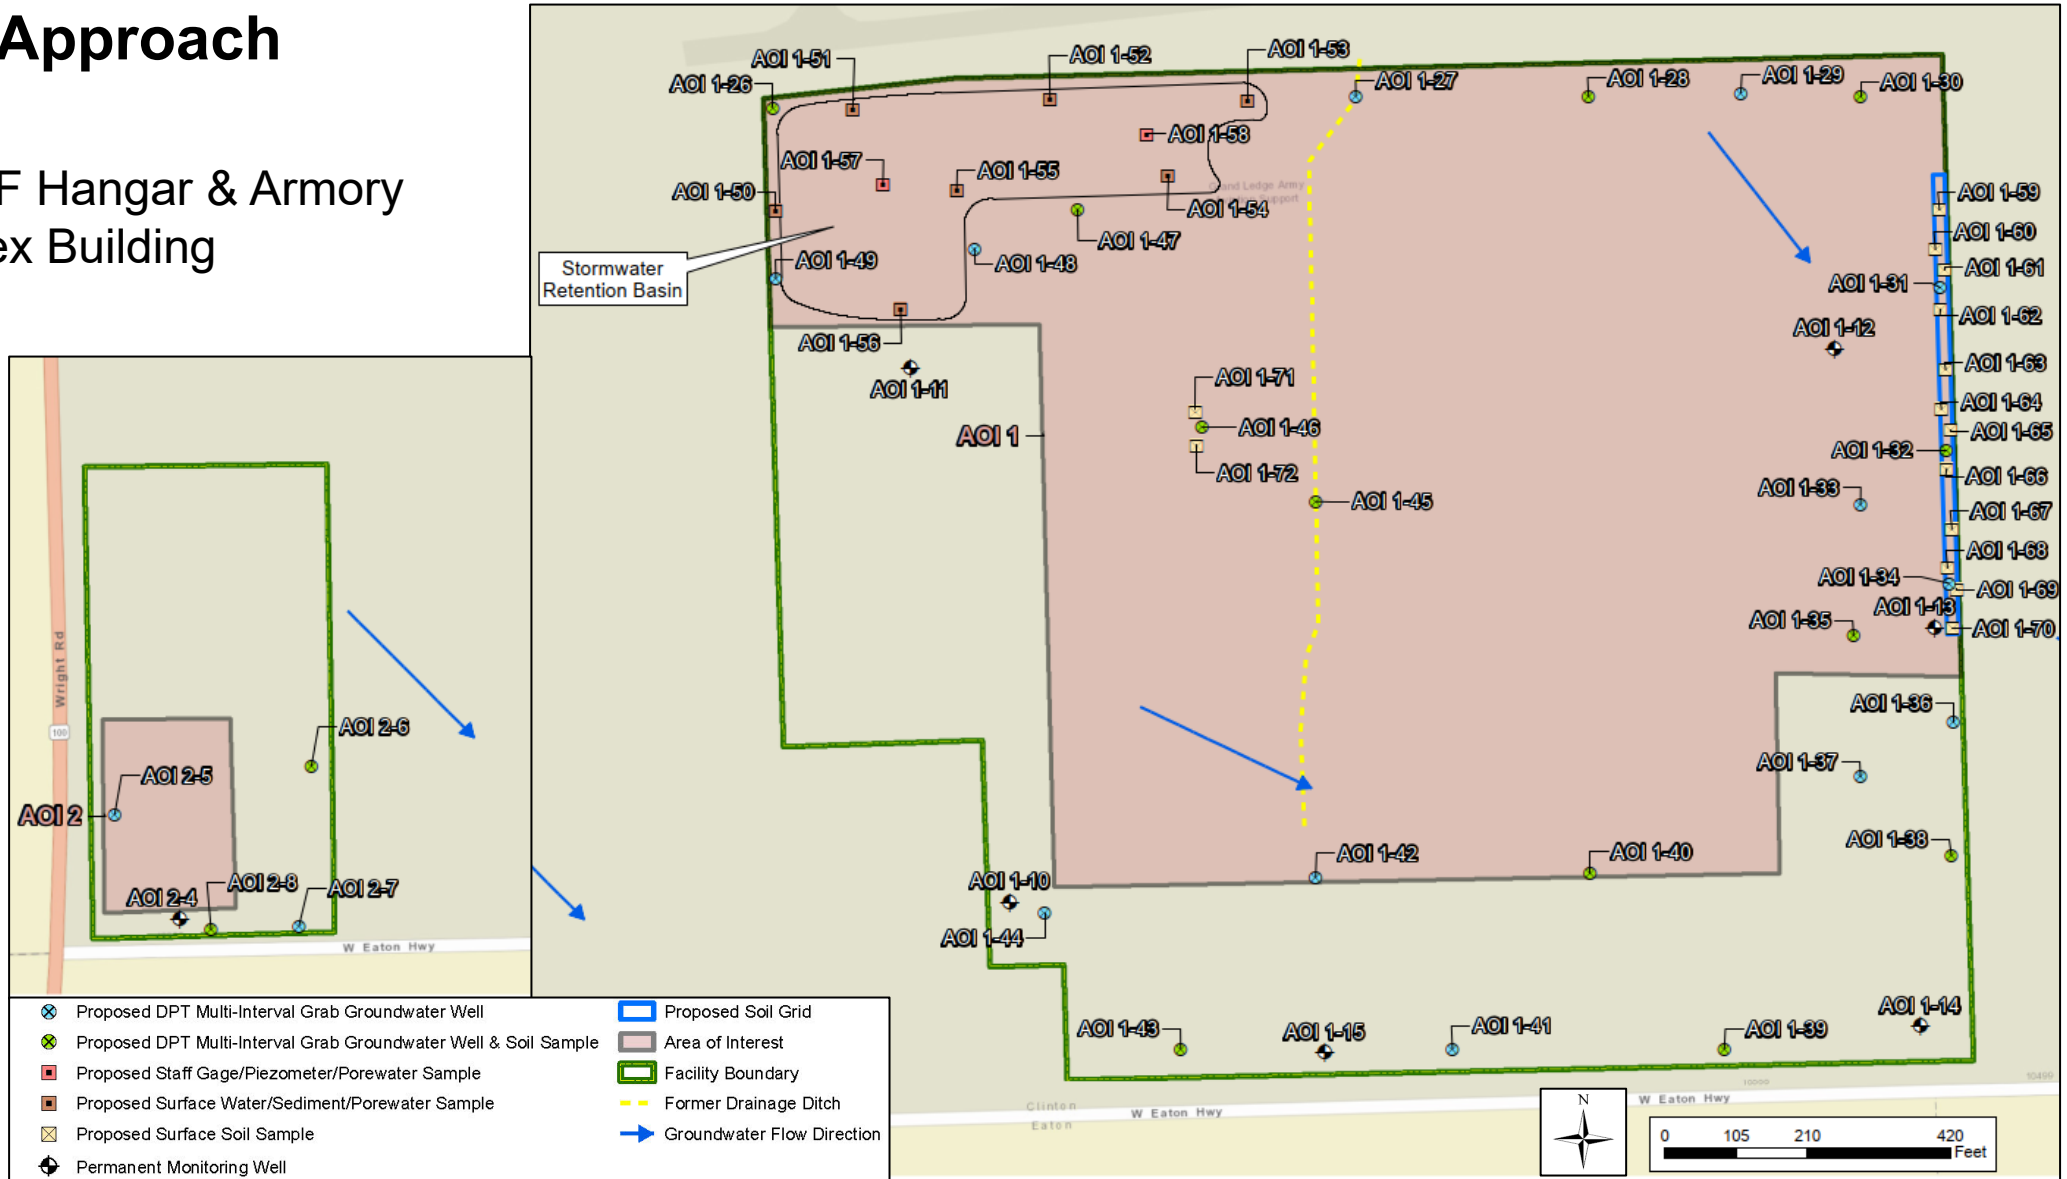 Approach
F Hangar & Armory
ex Building
AOI 1-51
AOI 1-52
AOI 1-53
AOI 1-26
AOI 1-27
AOI 1-28
AOI 1-29
AOI 1-30
AOI 1-58
AOI 1-57
AOI 1-55
AOI 1-50
AOI 1-54
AOI 1-59
AOI 1-47
AOI 1-60
AOI 1-49
AOI 1-48
AOI 1-61
AOI 1-31
Stormwater
Retention Basin
AOI 1-62
AOI 1-12
AOI 1-56
AOI 1-11
AOI 1-63
AOI 1-71
AOI 1-64
AOI 1
AOI 1-46
AOI 1-65
AOI 1-32
AOI 1-72
AOI 1-66
AOI 1-33
AOI 1-45
AOI 1-67
AOI 1-68
AOI 1-34
AOI 1-69
AOI 1-13
AOI 1-35
AOI 1-70
AOI 1-36
AOI 1-37
AOI 1-38
AOI 1-42
AOI 1-40
AOI 1-10
AOI 1-44
AOI 1-14
AOI 1-43
AOI 1-15
AOI 1-41
AOI 1-39
Wright Rd
100
AOI 2-6
AOI 2-5
AOI 2
AOI 2-8
AOI 2-7
AOI 2-4
W Eaton Hwy
Proposed DPT Multi-Interval Grab Groundwater Well
Proposed DPT Multi-Interval Grab Groundwater Well & Soil Sample
Proposed Staff Gage/Piezometer/Porewater Sample
Proposed Surface Water/Sediment/Porewater Sample
Proposed Surface Soil Sample
Permanent Monitoring Well
Proposed Soil Grid
Area of Interest
Facility Boundary
Former Drainage Ditch
Groundwater Flow Direction
Clinton
Eaton
W Eaton Hwy
W Eaton Hwy
10000
10499
N
0 105 210 420
Feet